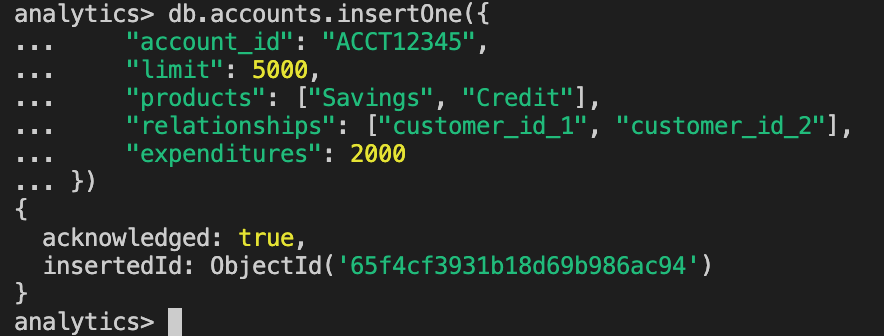 analytics> db.accounts.insertOne({
...     "account_id": "ACCT12345",
...     "limit": 5000,
...     "products": ["Savings", "Credit"],
...     "relationships": ["customer_id_1", "customer_id_2"],
...     "expenditures": 2000
... })
{
  acknowledged: true,
  insertedId: ObjectId('65f4cf3931b18d69b986ac94')
}
analytics>